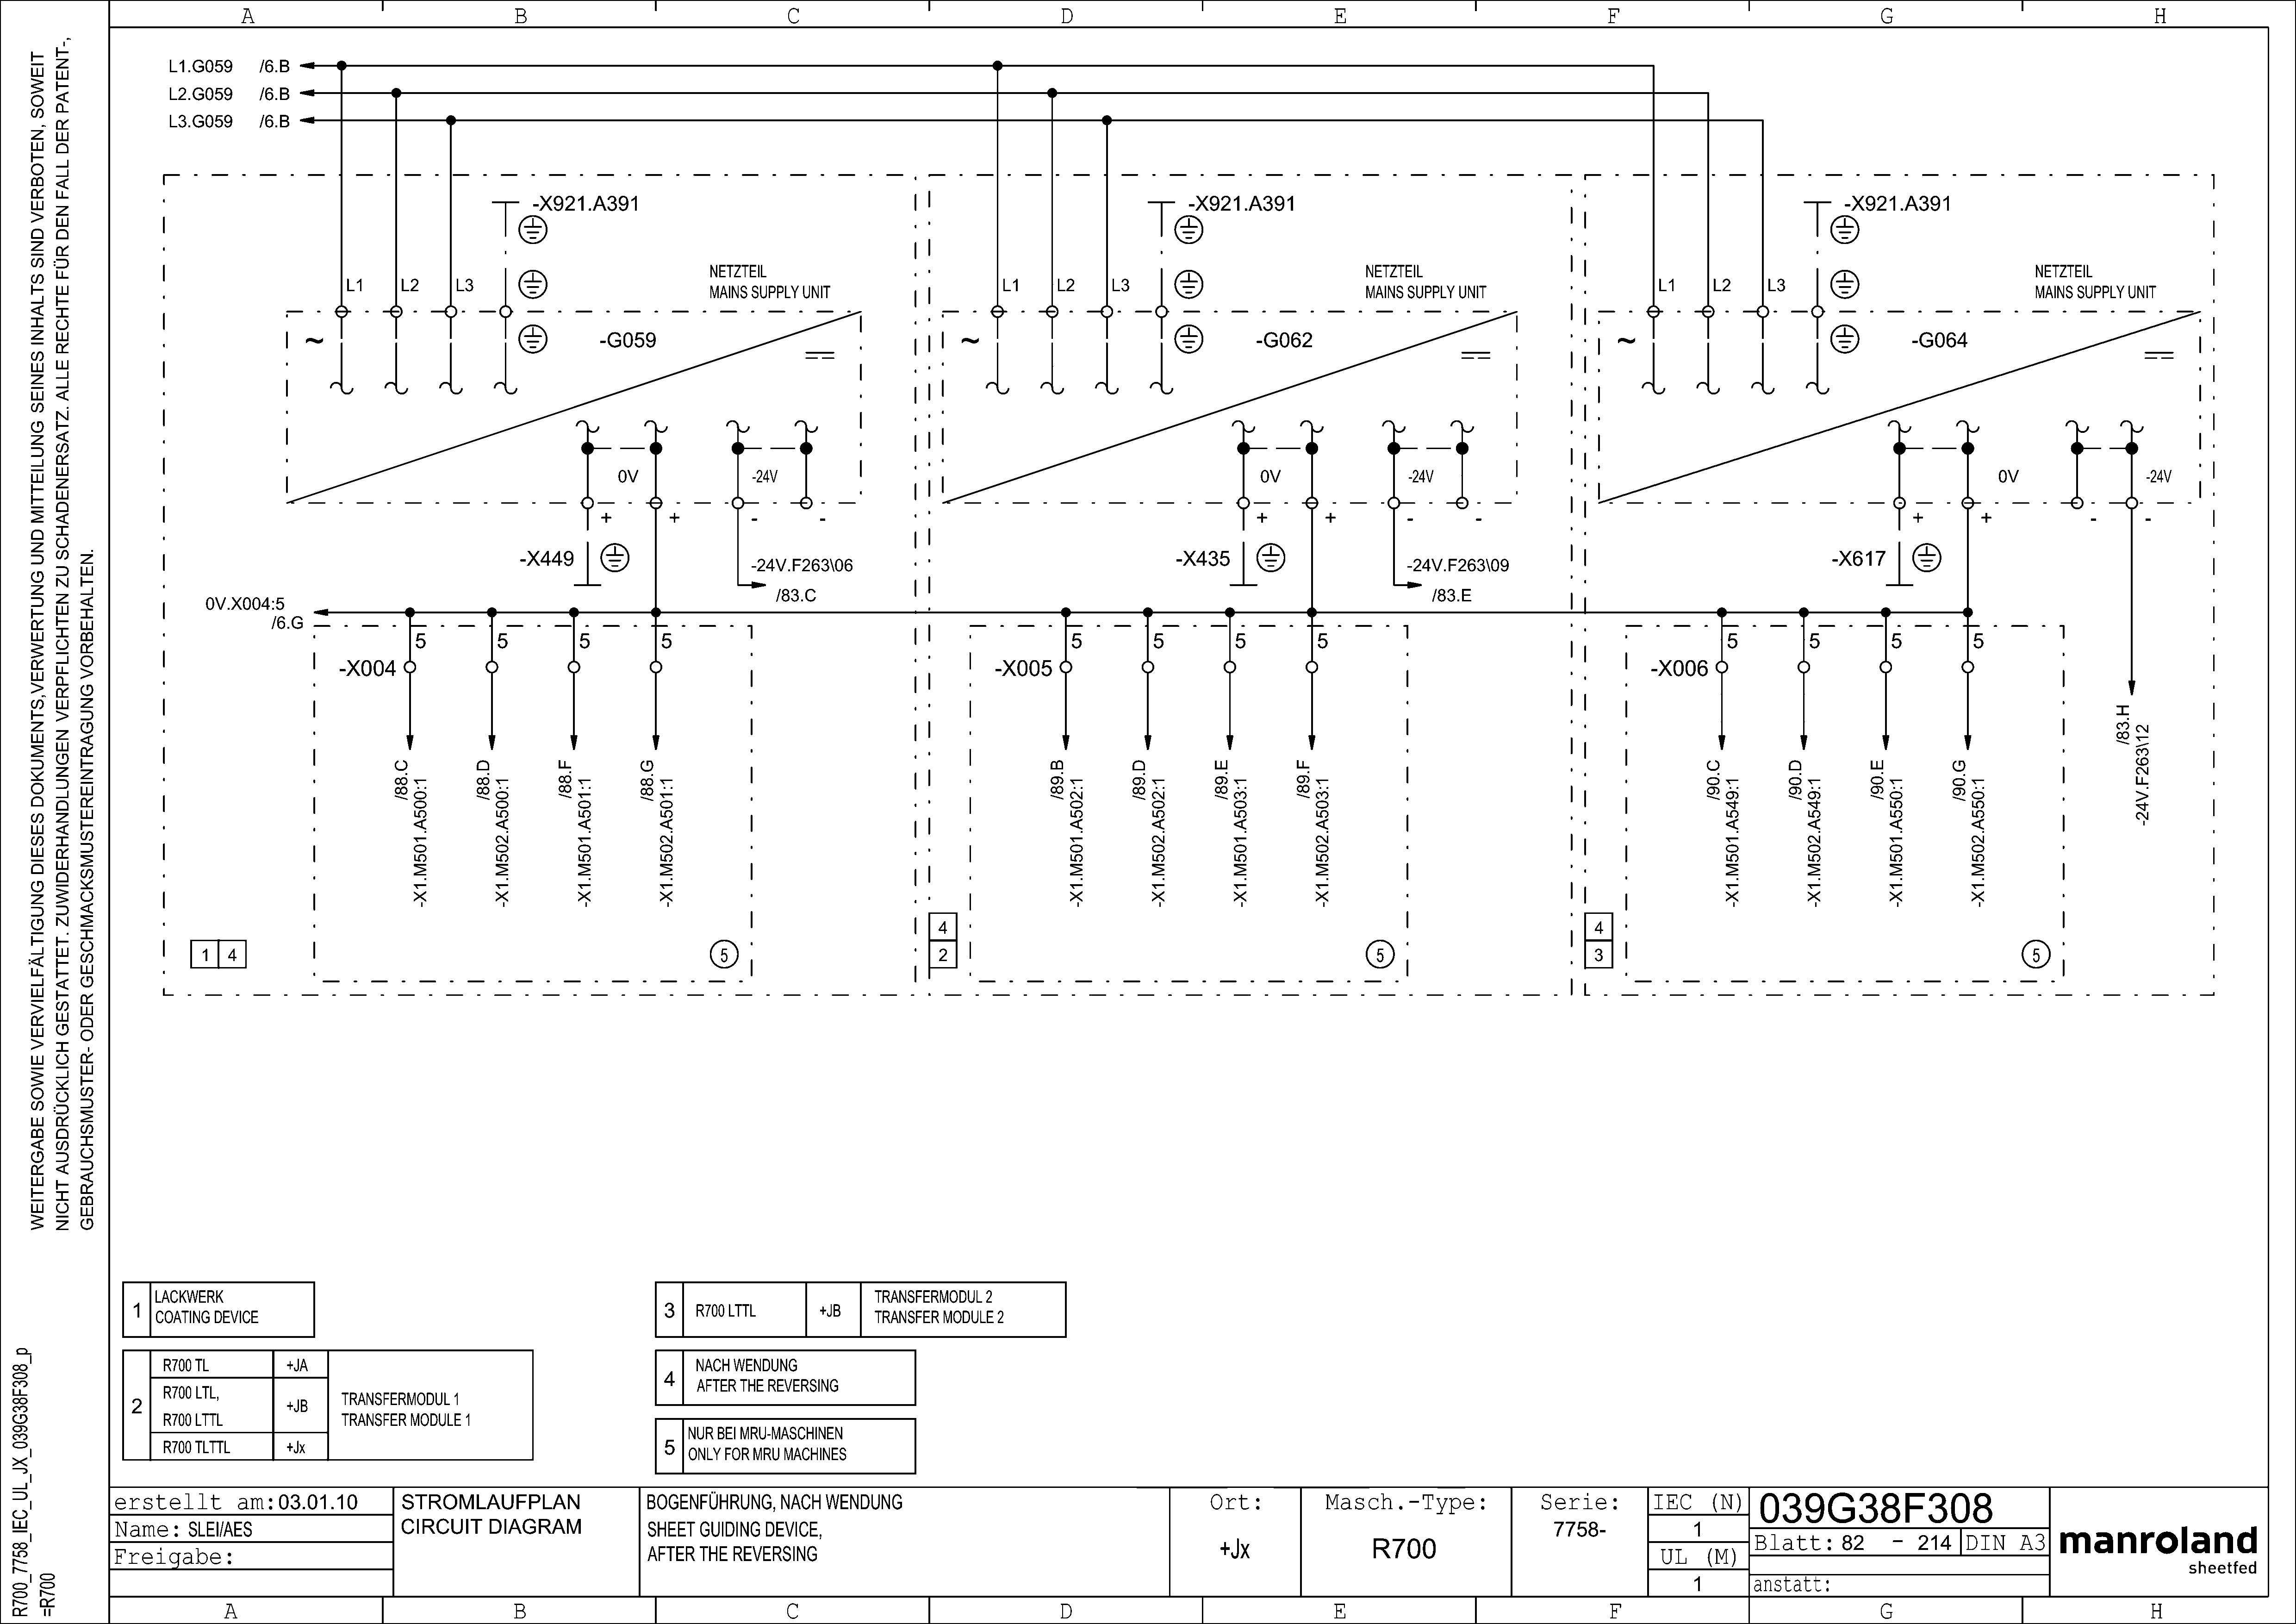 A B C D E F G H
L1.G059 /6.B
L2.G059 /6.B
L3.G059 /6.B
-X921.A391
-X921.A391
-X921.A391
NETZTEIL
MAINS SUPPLY UNIT
NETZTEIL
MAINS SUPPLY UNIT
NETZTEIL
MAINS SUPPLY UNIT
L1 L2 L3
L1 L2 L3
L1 L2 L3
~ -G059
~ -G062
~ -G064
0V -24V
0V -24V
0V -24V
+ + - -
+ + - -
+ + - -
-X449
-24V.F263\06
/83.C
-X435
-24V.F263\09
/83.E
-X617
0V.X004:5
/6.G
5 5 5 5
5 5 5 5
5 5 5 5
-X004
-X005
-X006
/88.C
-X1.M501.A500:1
/88.D
-X1.M502.A500:1
/88.F
-X1.M501.A501:1
/88.G
-X1.M502.A501:1
/89.B
-X1.M501.A502:1
/89.D
-X1.M502.A502:1
/89.E
-X1.M501.A503:1
/89.F
-X1.M502.A503:1
/90.C
-X1.M501.A549:1
/90.D
-X1.M502.A549:1
/90.E
-X1.M501.A550:1
/90.G
-X1.M502.A550:1
/83.H
-24V.F263\12
1 4
5
4
2
5
4
3
5
1
LACKWERK
COATING DEVICE
2
R700 TL +JA
R700 LTL,
R700 LTTL
+JB
R700 TLTTL +Jx
TRANSFERMODUL 1
TRANSFER MODULE 1
3 R700 LTTL +JB
TRANSFERMODUL 2
TRANSFER MODULE 2
4
NACH WENDUNG
AFTER THE REVERSING
5
NUR BEI MRU-MASCHINEN
ONLY FOR MRU MACHINES
erstellt am: 03.01.10
Name: SLEI/AES
Freigabe:
STROMLAUFPLAN
CIRCUIT DIAGRAM
BOGENFÜHRUNG, NACH WENDUNG
SHEET GUIDING DEVICE,
AFTER THE REVERSING
Ort:
+Jx
Masch.-Type:
R700
Serie:
7758-
IEC (N)
1
UL (M)
1
039G38F308
Blatt: 82 - 214 DIN A3
anstatt:
manroland
sheetfed
A B C D E F G H
WEITERGABE SOWIE VERVIELFÄLTIGUNG DIESES DOKUMENTS,VERWERTUNG UND MITTEILUNG SEINES INHALTS SIND VERBOTEN, SOWEIT
NICHT AUSDRÜCKLICH GESTATTET. ZUWIDERHANDLUNGEN VERPFLICHTEN ZU SCHADENERSATZ. ALLE RECHTE FÜR DEN FALL DER PATENT-,
GEBRAUCHSMUSTER- ODER GESCHMACKSMUSTEREINTRAGUNG VORBEHALTEN.
R700_7758_IEC_UL_JX_039G38F308_p
=R700